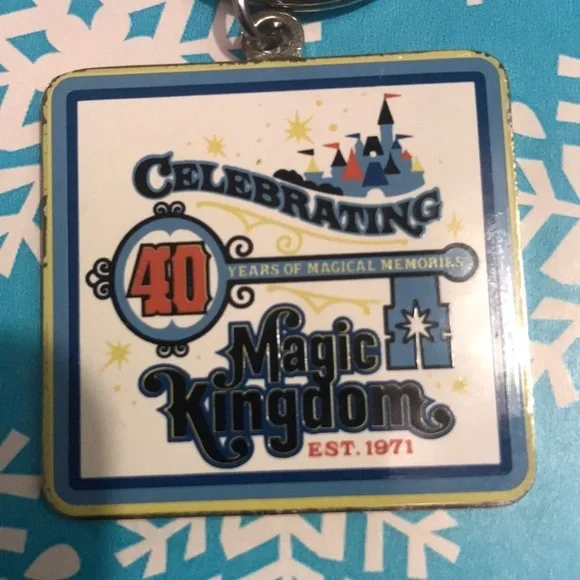 CELEBRATING
40
YEARS OF MAGICAL MEMORIES
Magic
Kingdom
EST. 1971